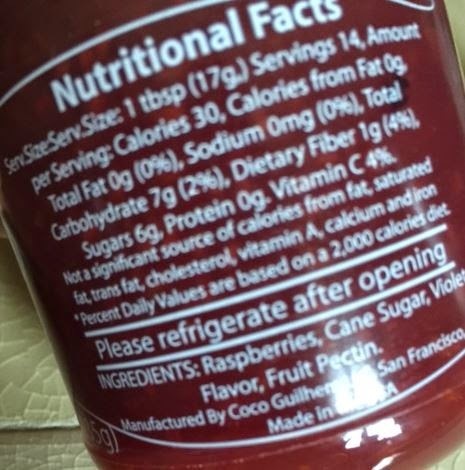 Nutritional Facts
Serv.SizeServ.Size: 1 tbsp (17g,) Servings 14, Amount
per Serving: Calories 30, Calories from Fat 0g,
Total Fat 0g (0%), Sodium 0mg (0%), Total
Carbohydrate 7g (2%), Dietary Fiber 1g (4%),
Sugars 6g, Protein 0g. Vitamin C 4%.
Not a significant source of calories from fat, saturated
fat, trans fat, cholesterol, vitamin A, calcium and iron
*Percent Daily Values are based on a 2,000 calories diet.
Please refrigerate after opening
INGREDIENTS: Raspberries, Cane Sugar, Violet
Flavor, Fruit Pectin.
Manufactured By Coco San Francisco,
Made in
5g)